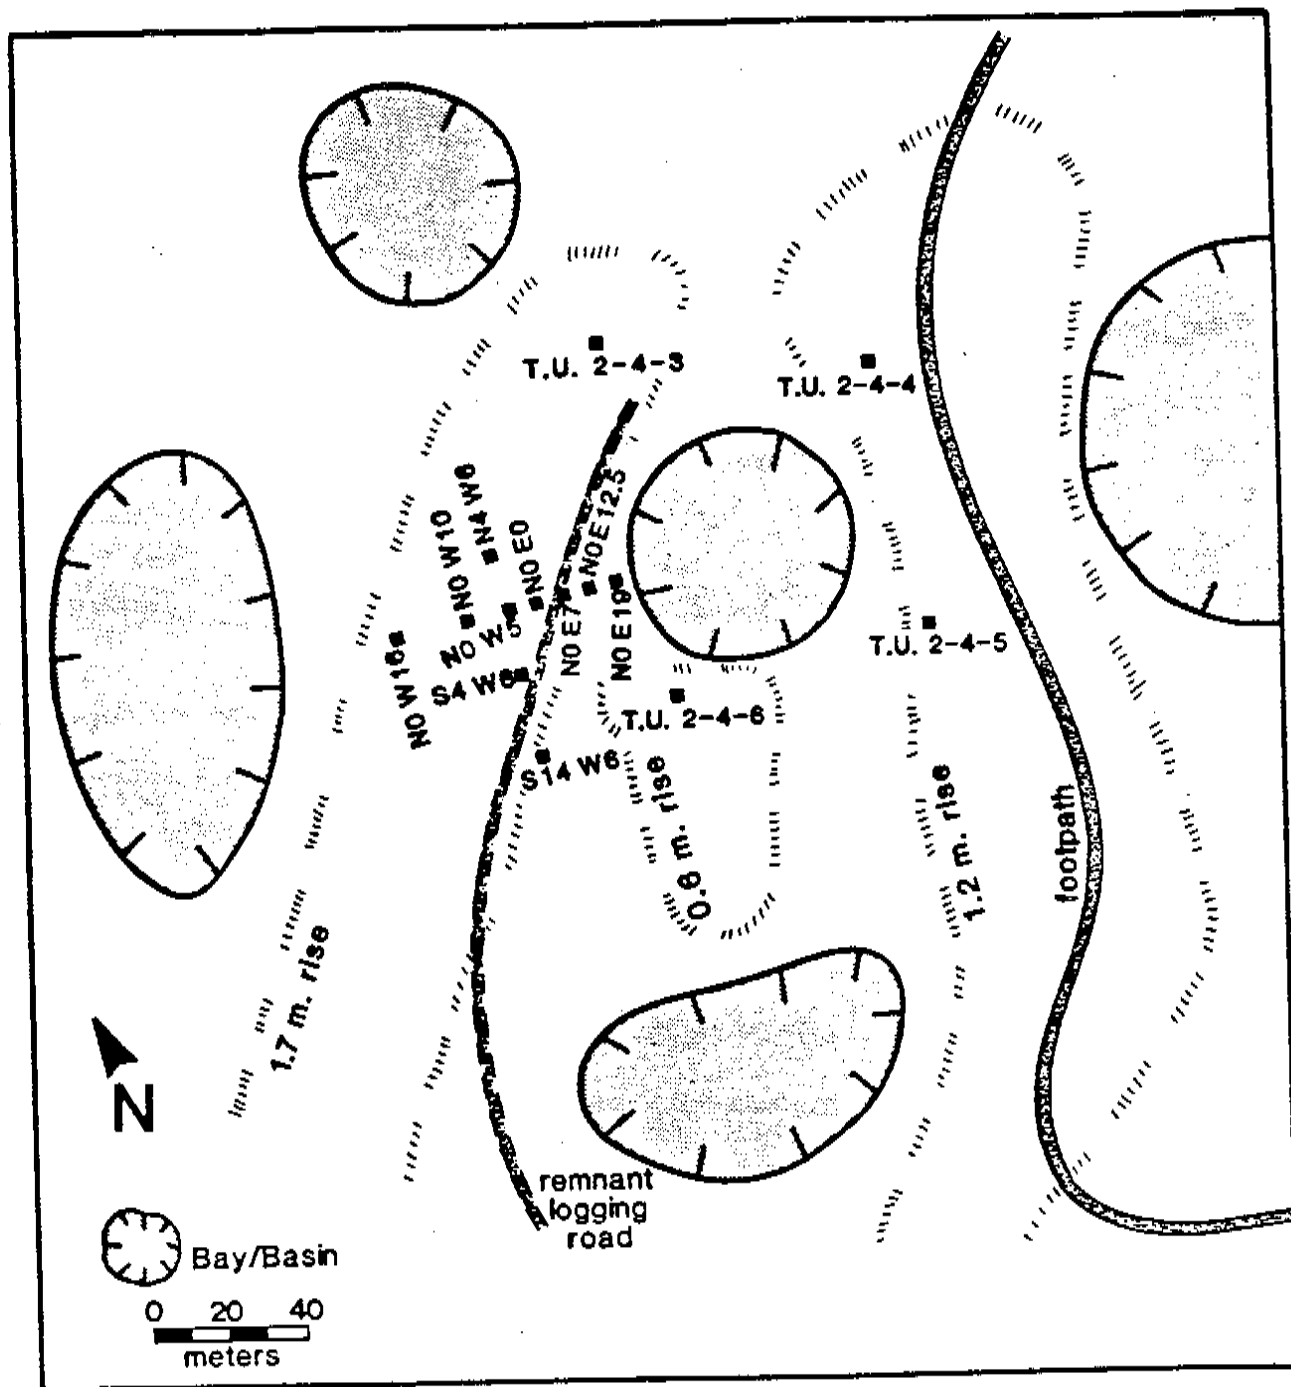 T.U. 2-4-3
T.U. 2-4-4
N4 W6
N0 W10
N0 E0
N0 E12.5
N0 W5
N0 E7
N0 E19
N0 W16
S4 W6
T.U. 2-4-5
T.U. 2-4-6
S14 W6
0.6 m. rise
1.2 m. rise
footpath
1.7 m. rise
N
remnant
logging
road
Bay/Basin
0 20 40
meters